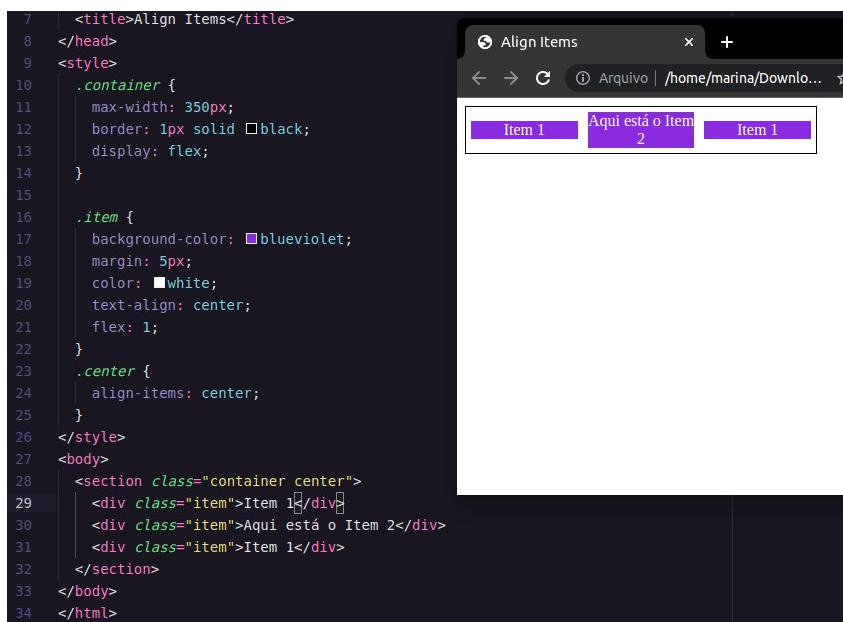 7 <title>Align Items</title>
8 </head>
9 <style>
10 .container {
11 max-width: 350px;
12 border: 1px solid black;
13 display: flex;
14 }
15
16 .item {
17 background-color: blueviolet;
18 margin: 5px;
19 color: white;
20 text-align: center;
21 flex: 1;
22 }
23 .center {
24 align-items: center;
25 }
26 </style>
27 <body>
28 <section class="container center">
29 <div class="item">Item 1</div>
30 <div class="item">Aqui está o Item 2</div>
31 <div class="item">Item 1</div>
32 </section>
33 </body>
34 </html>
Align Items
Arquivo | /home/marina/Downlo...
Item 1
Aqui está o Item
2
Item 1